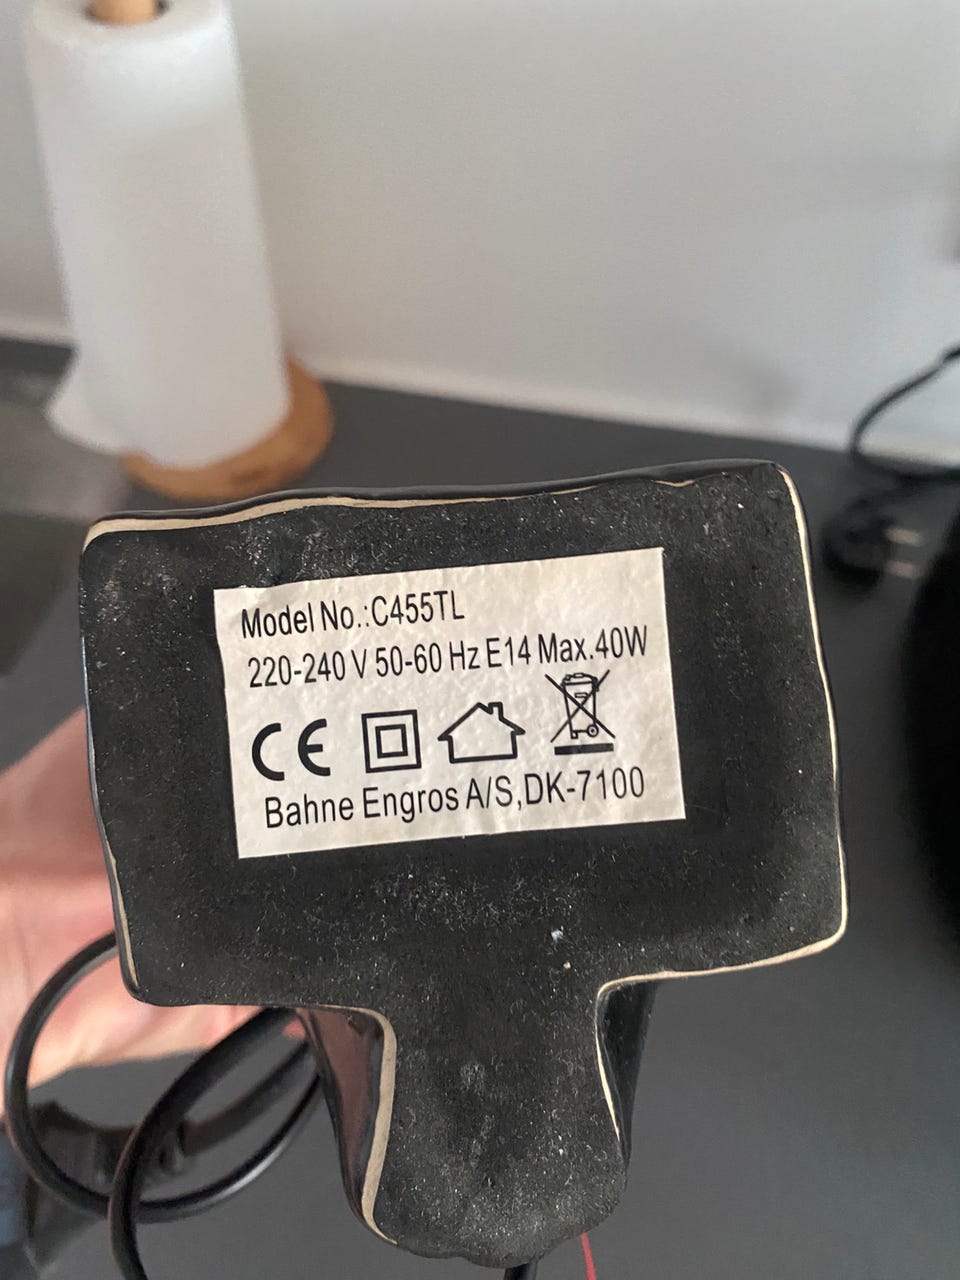 Model No.:C455TL
220-240 V 50-60 Hz E14 Max.40W
CE
Bahne Engros A/S,DK-7100